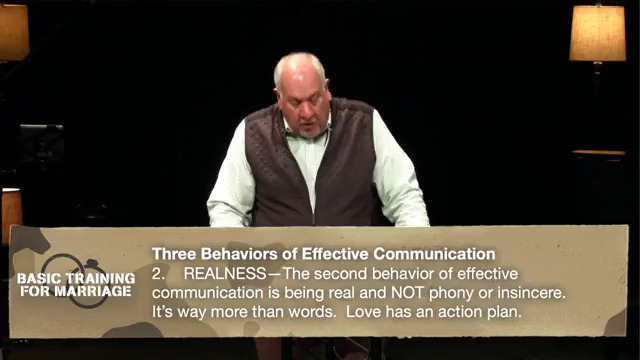 BASIC TRAINING
FOR MARRIAGE
Three Behaviors of Effective Communication
2. REALNESS—The second behavior of effective
communication is being real and NOT phony or insincere.
It's way more than words. Love has an action plan.